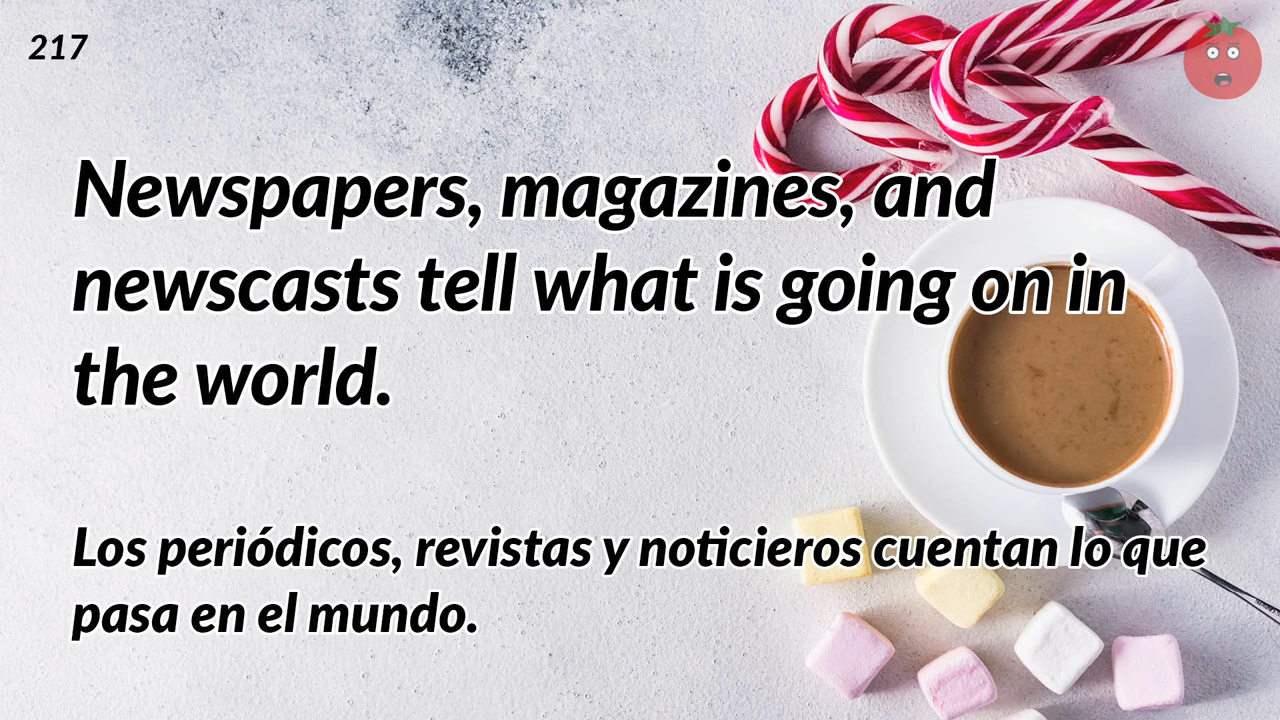 217
Newspapers, magazines, and
newscasts tell what is going on in
the world.
Los periódicos, revistas y noticieros cuentan lo que
pasa en el mundo.